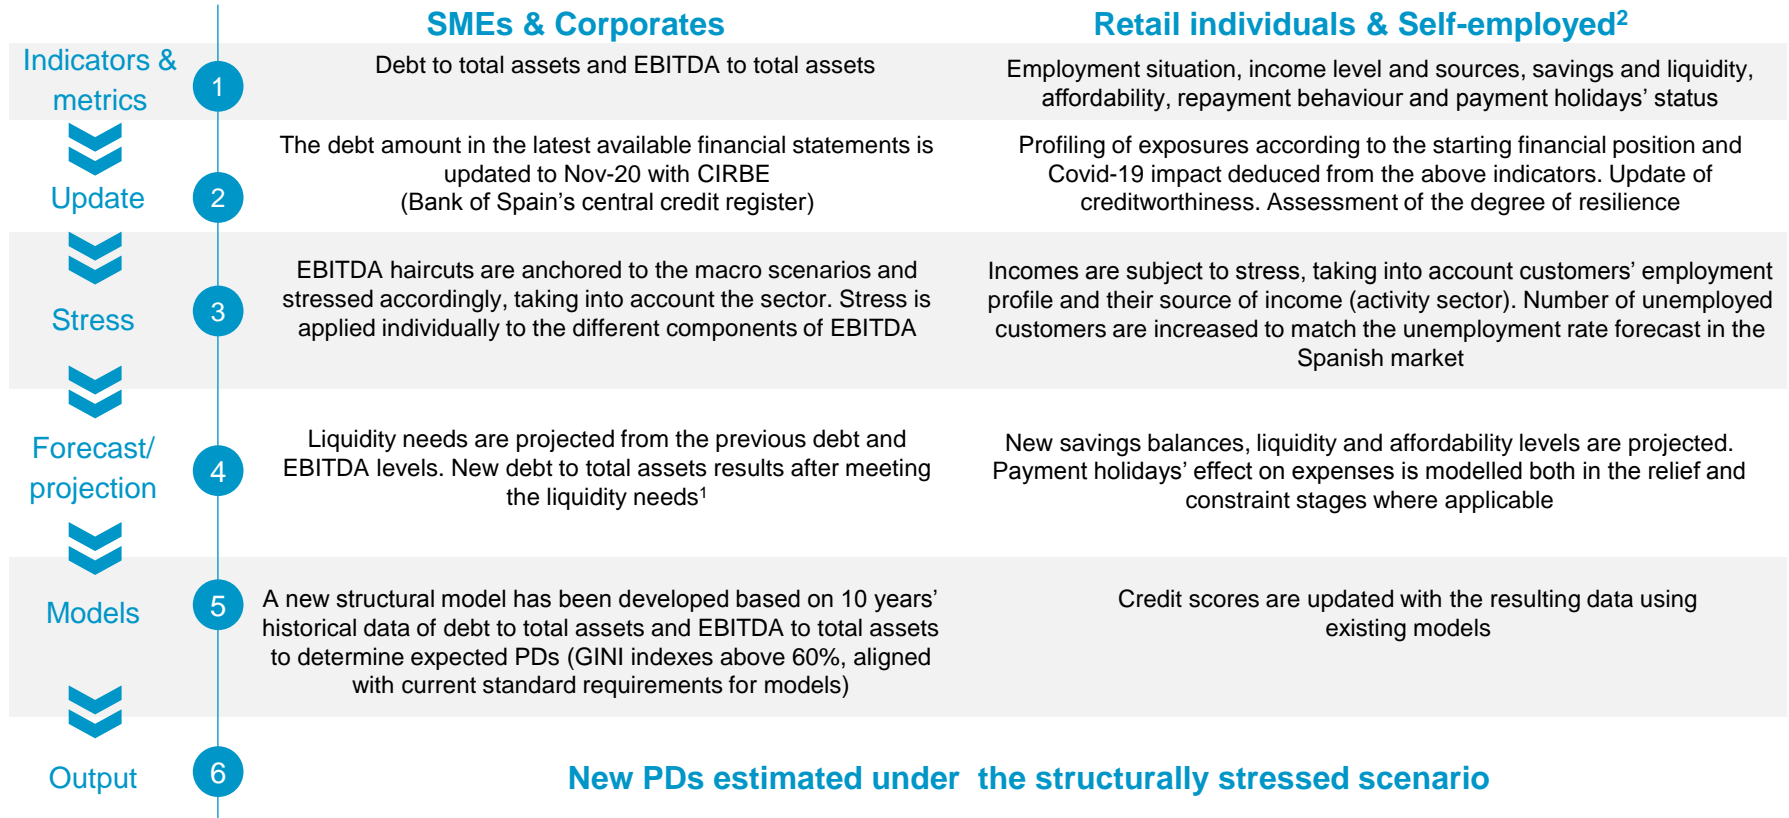 SMEs & Corporates
Retail individuals & Self-employed²
Indicators &
metrics
1
Debt to total assets and EBITDA to total assets
Employment situation, income level and sources, savings and liquidity,
affordability, repayment behaviour and payment holidays’ status
Update
2
The debt amount in the latest available financial statements is
updated to Nov-20 with CIRBE
(Bank of Spain’s central credit register)
Profiling of exposures according to the starting financial position and
Covid-19 impact deduced from the above indicators. Update of
creditworthiness. Assessment of the degree of resilience
Stress
3
EBITDA haircuts are anchored to the macro scenarios and
stressed accordingly, taking into account the sector. Stress is
applied individually to the different components of EBITDA
Incomes are subject to stress, taking into account customers’ employment
profile and their source of income (activity sector). Number of unemployed
customers are increased to match the unemployment rate forecast in the
Spanish market
Forecast/
projection
4
Liquidity needs are projected from the previous debt and
EBITDA levels. New debt to total assets results after meeting
the liquidity needs¹
New savings balances, liquidity and affordability levels are projected.
Payment holidays’ effect on expenses is modelled both in the relief and
constraint stages where applicable
Models
5
A new structural model has been developed based on 10 years’
historical data of debt to total assets and EBITDA to total assets
to determine expected PDs (GINI indexes above 60%, aligned
with current standard requirements for models)
Credit scores are updated with the resulting data using
existing models
Output
6
New PDs estimated under the structurally stressed scenario